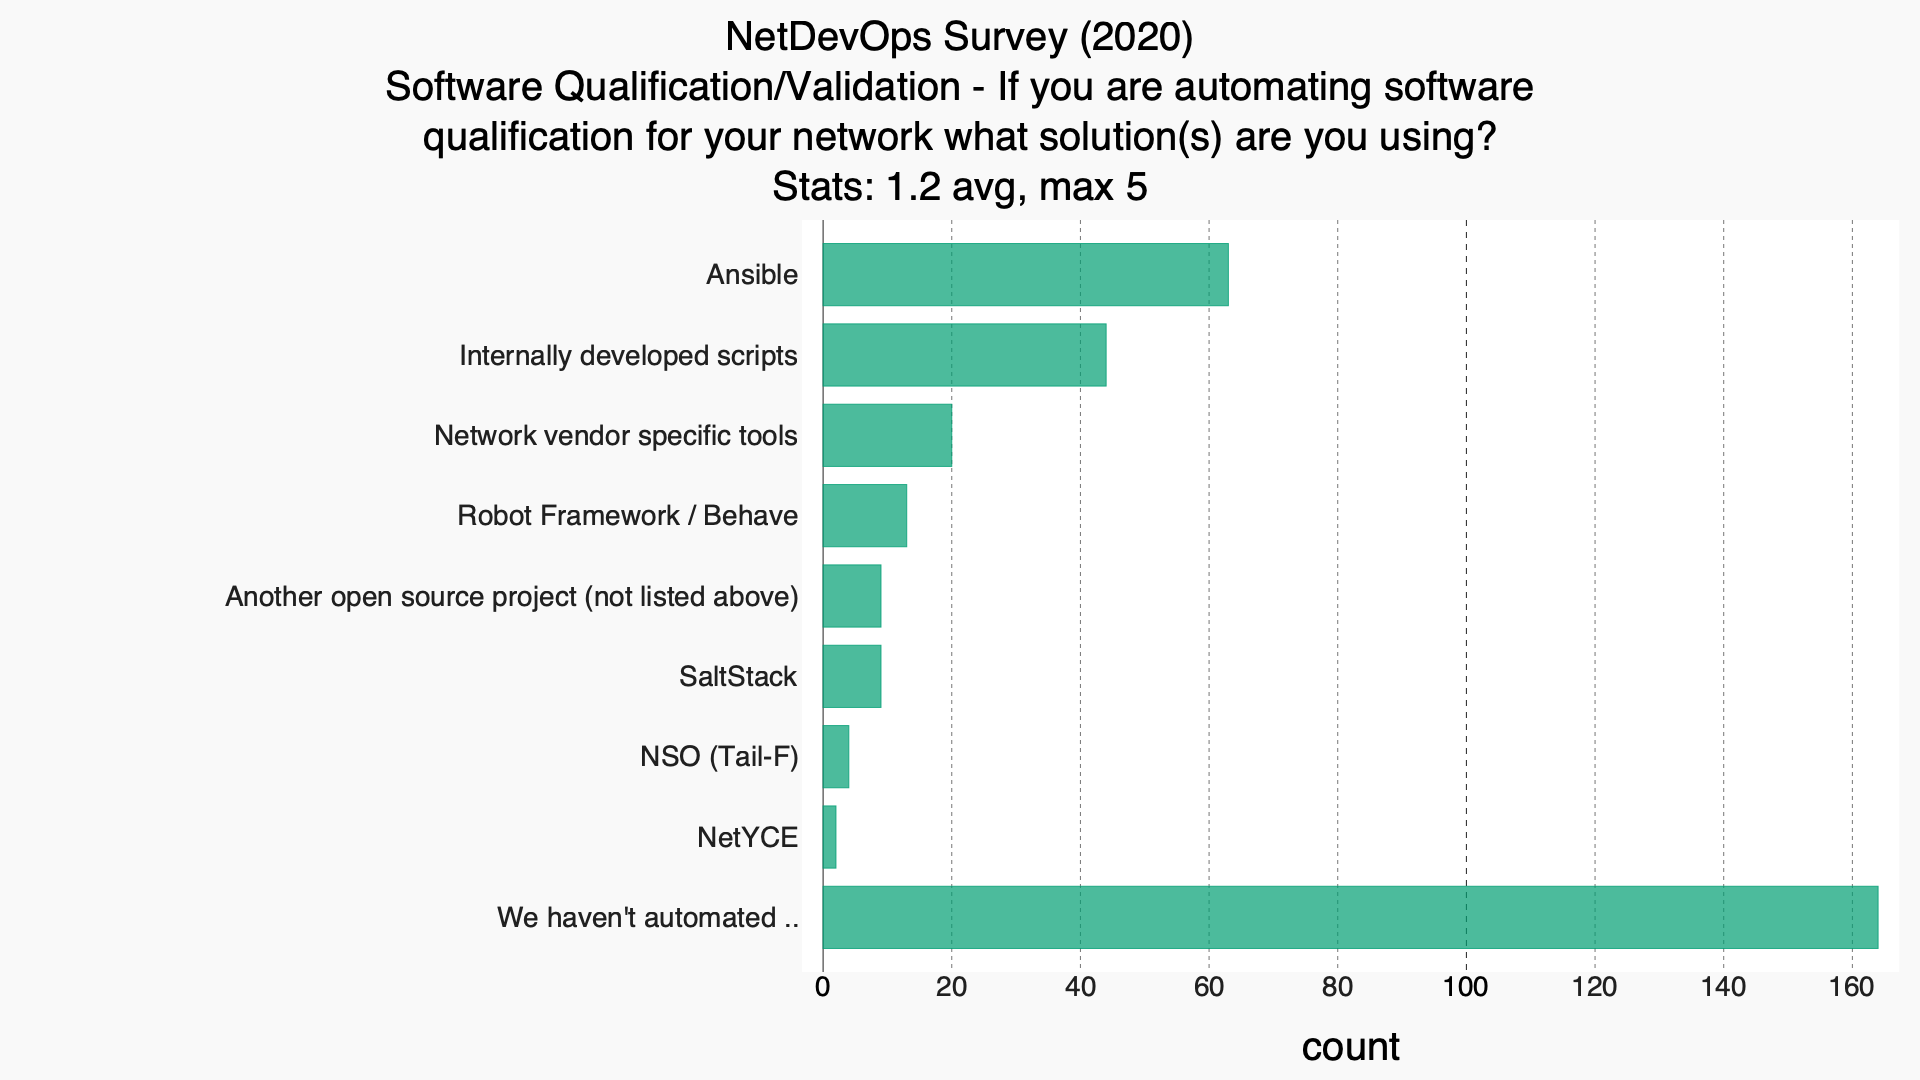 NetDevOps Survey (2020)
Software Qualification/Validation - If you are automating software
qualification for your network what solution(s) are you using?
Stats: 1.2 avg, max 5
Ansible
Internally developed scripts
Network vendor specific tools
Robot Framework / Behave
Another open source project (not listed above)
SaltStack
NSO (Tail-F)
NetYCE
We haven't automated ..
0 20 40 60 80 100 120 140 160
count